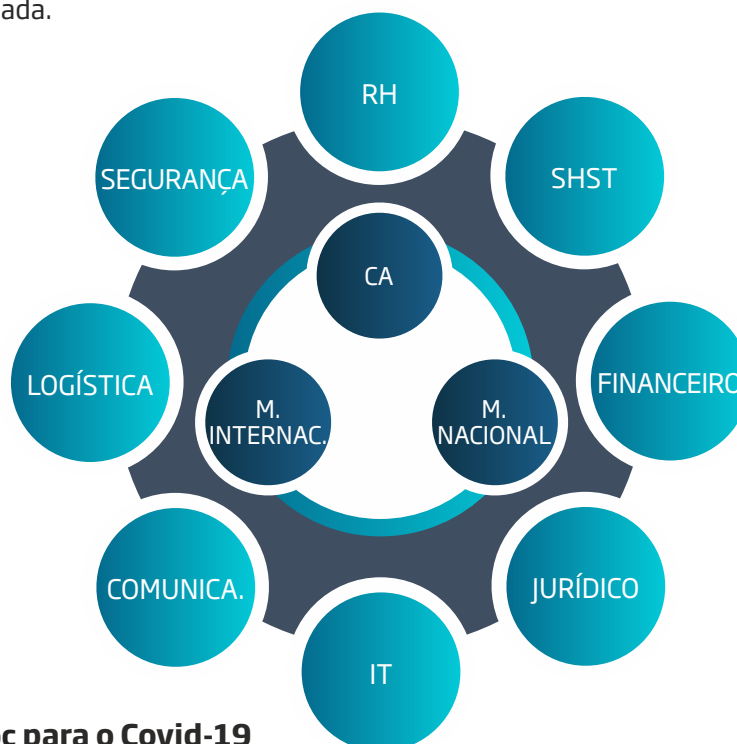 ada.
RH
SEGURANÇA
SHST
CA
LOGÍSTICA
FINANCEIRO
M.
INTERNAC.
M.
NACIONAL
COMUNICA.
JURÍDICO
IT
c para o Covid-19